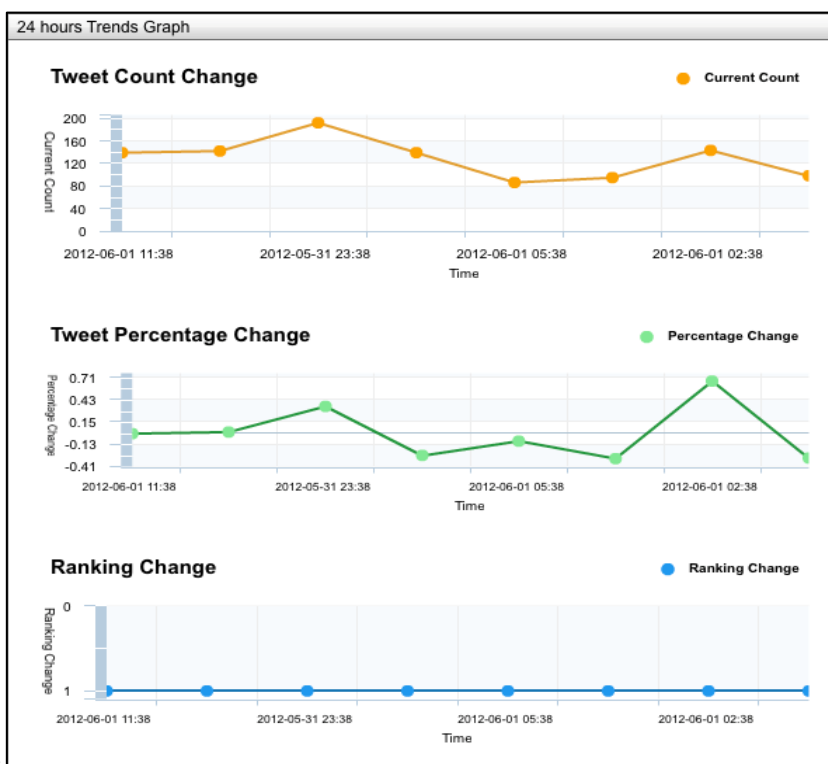 24 hours Trends Graph
Tweet Count Change
Current Count
200
160
120
80
40
0
Current Count
2012-06-01 11:38 2012-05-31 23:38 2012-06-01 05:38 2012-06-01 02:38
Time
Tweet Percentage Change
Percentage Change
0.71
0.43
0.15
-0.13
-0.41
Percentage Change
2012-06-01 11:38 2012-05-31 23:38 2012-06-01 05:38 2012-06-01 02:38
Time
Ranking Change
Ranking Change
0
1
Ranking Change
2012-06-01 11:38 2012-05-31 23:38 2012-06-01 05:38 2012-06-01 02:38
Time